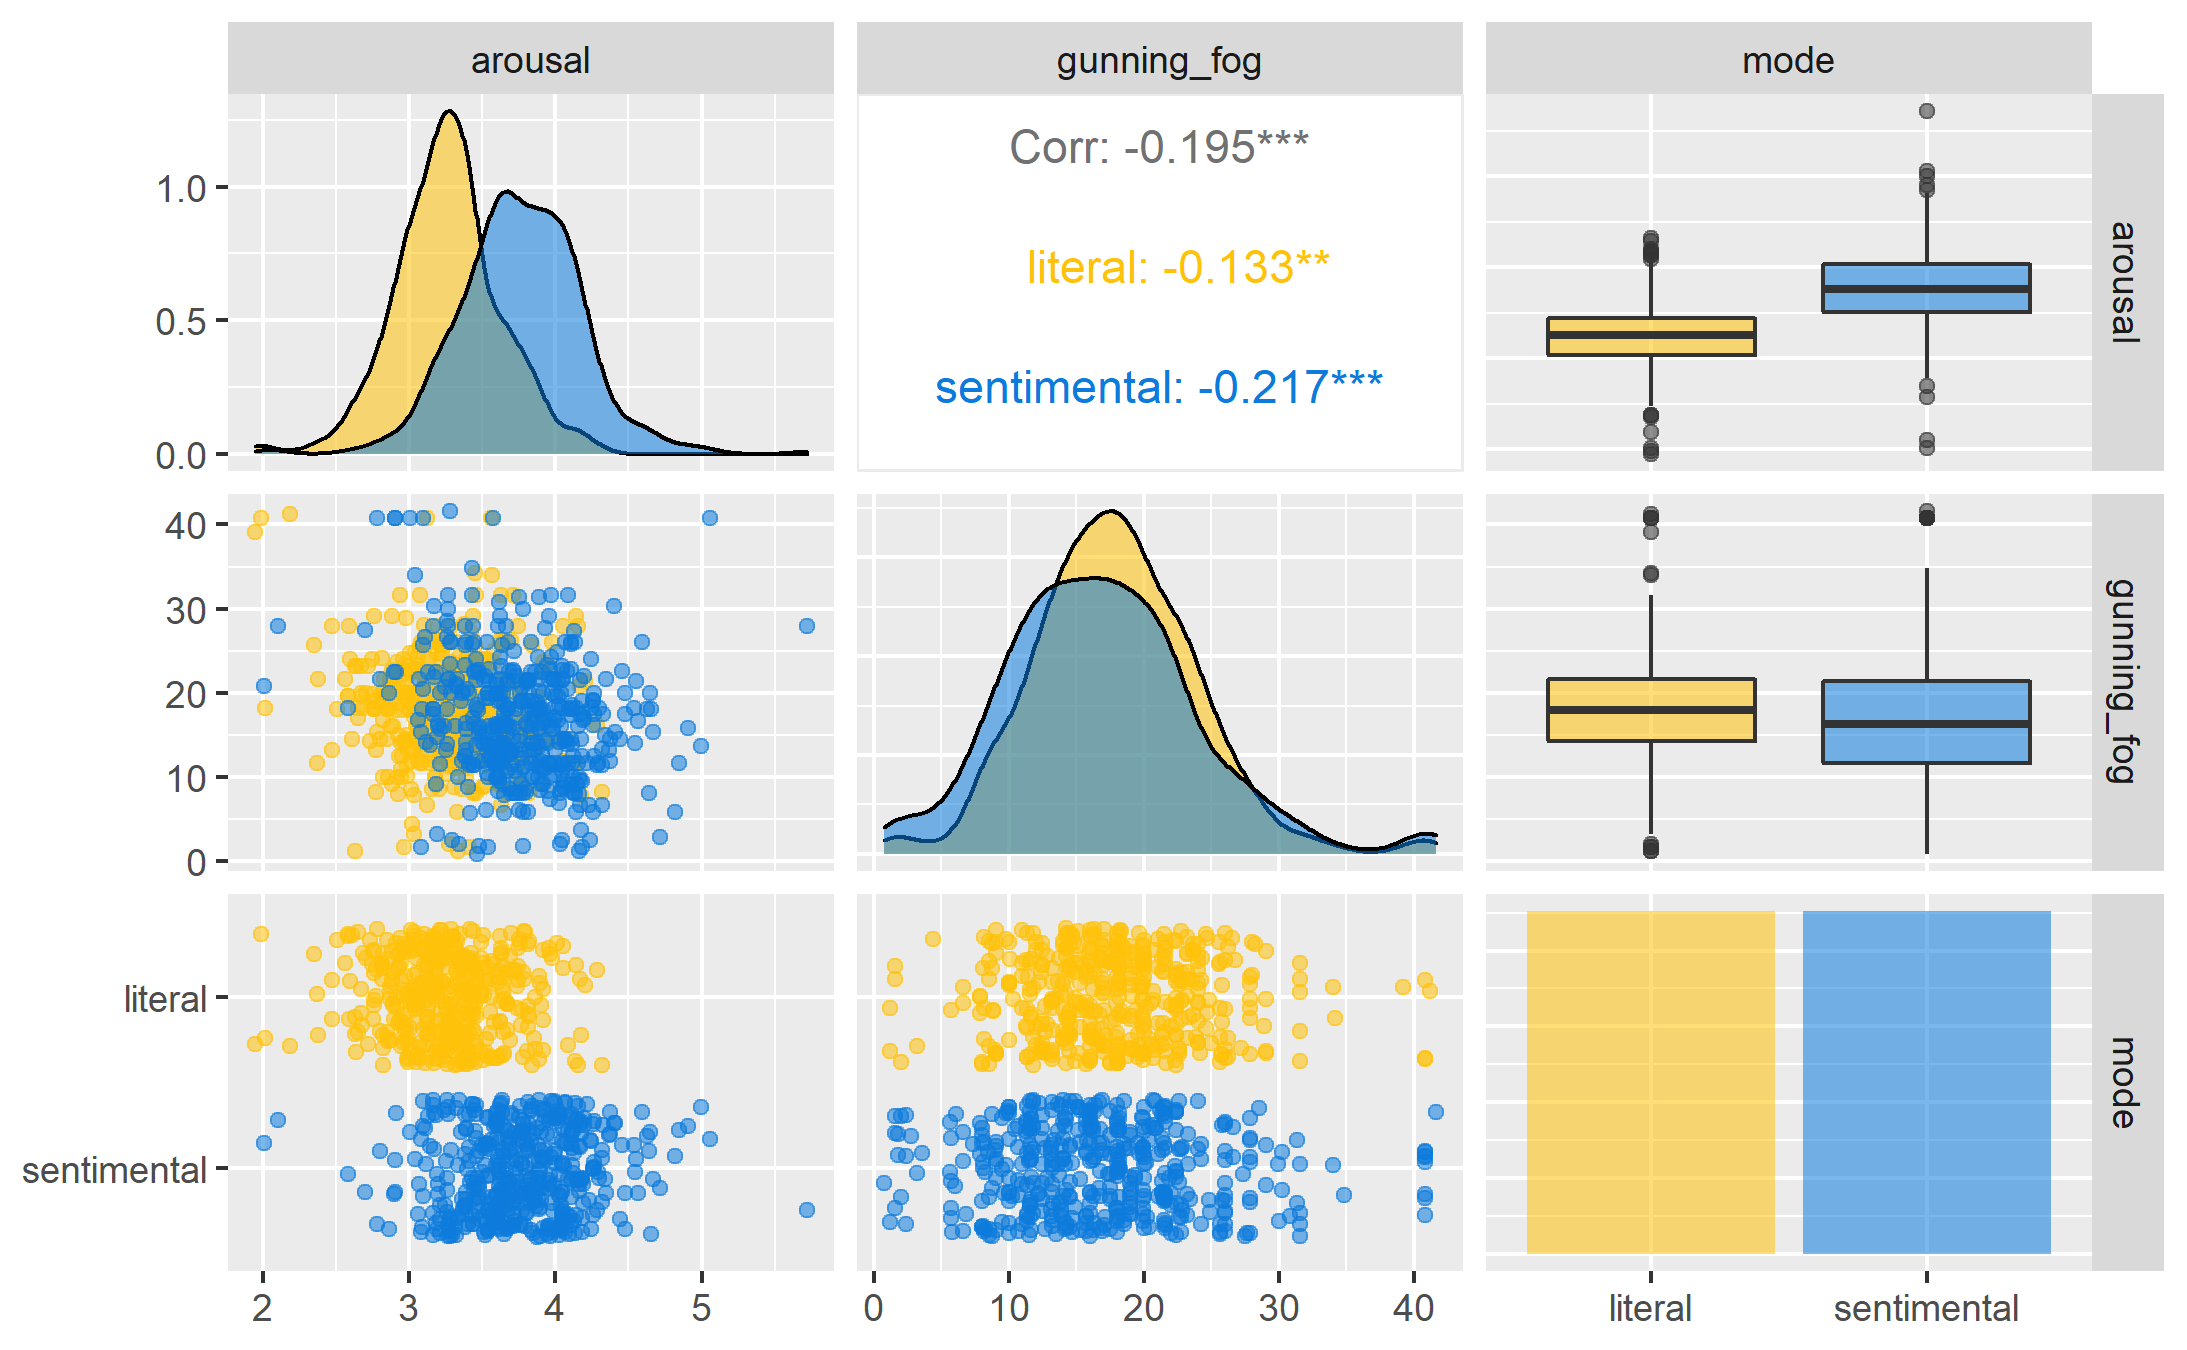 arousal
gunning_fog
mode
1.0
0.5
0.0
Corr: -0.195***
literal: -0.133**
sentimental: -0.217***
arousal
40
30
20
10
0
gunning_fog
literal
sentimental
mode
2
3
4
5
0
10
20
30
40
literal
sentimental